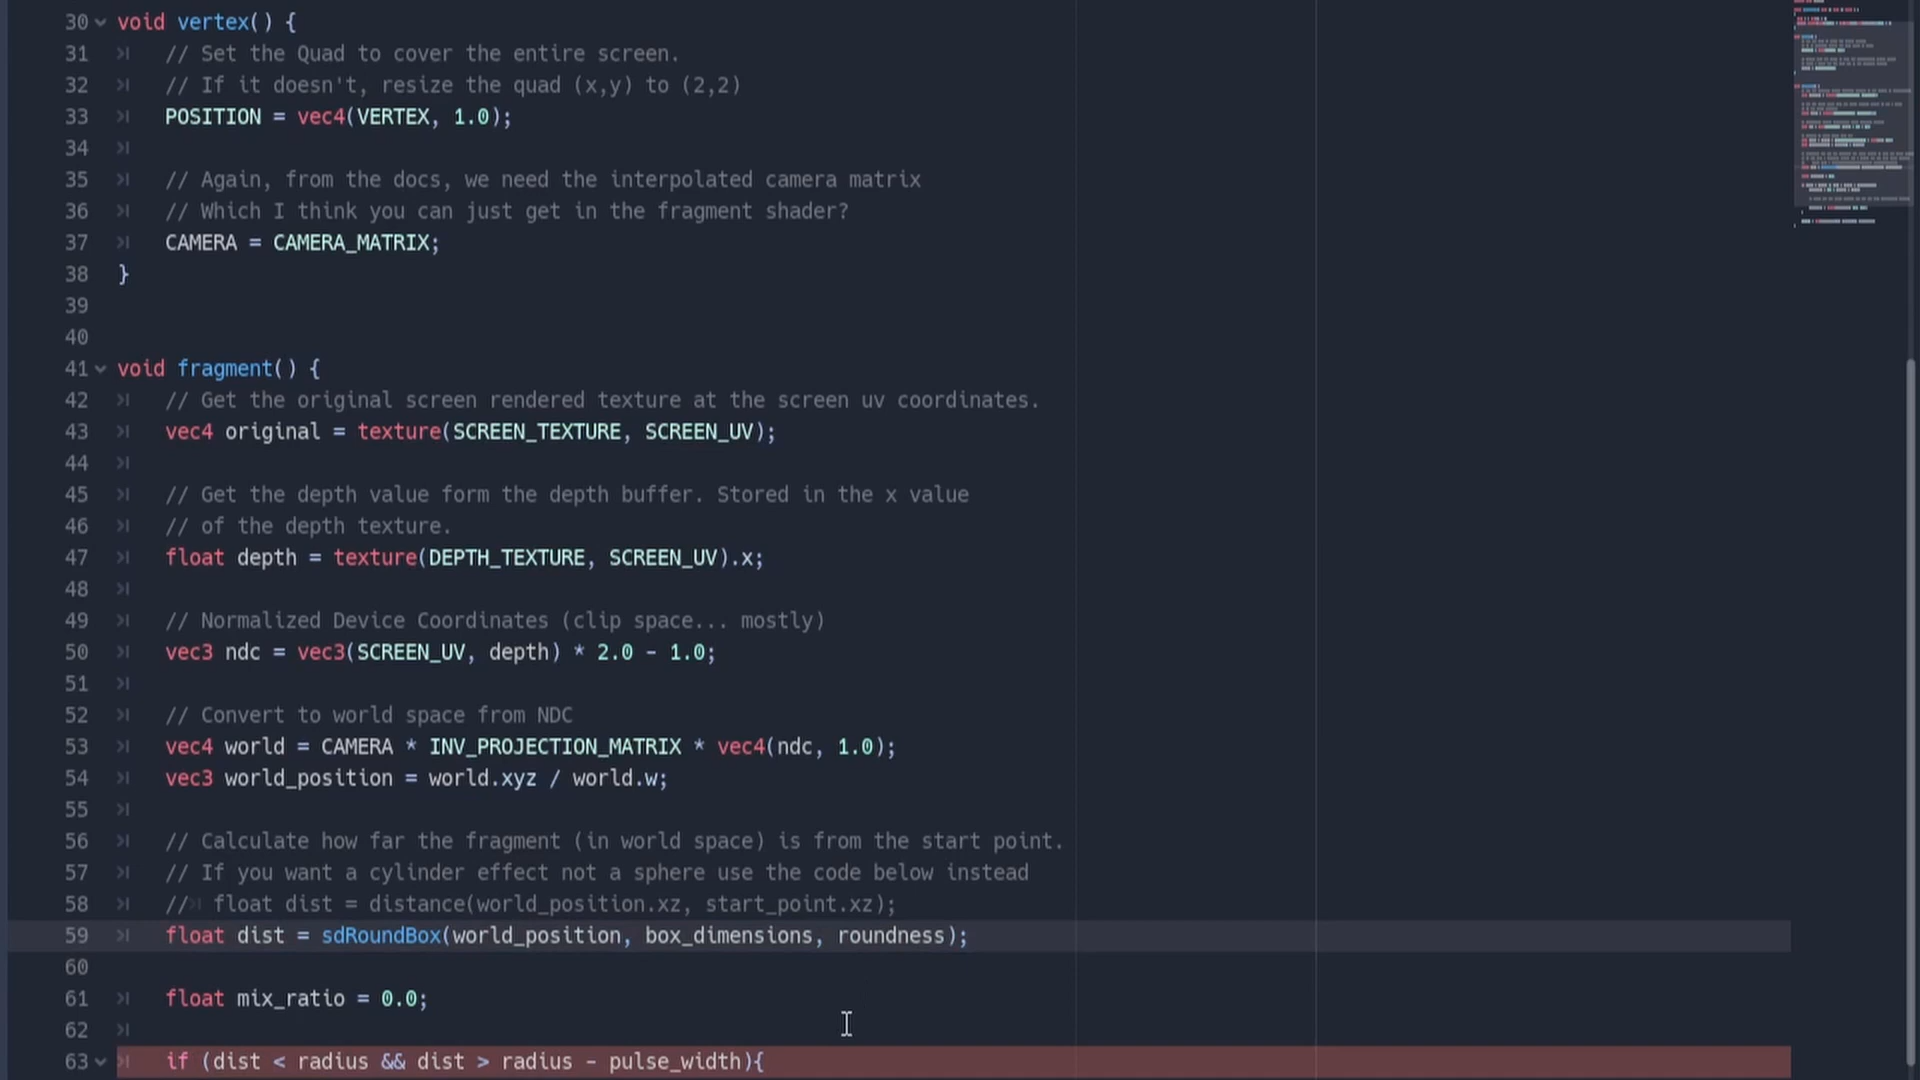 30 void vertex() {
31 // Set the Quad to cover the entire screen.
32 // If it doesn't, resize the quad (x,y) to (2,2)
33 POSITION = vec4(VERTEX, 1.0);
34
35 // Again, from the docs, we need the interpolated camera matrix
36 // Which I think you can just get in the fragment shader?
37 CAMERA = CAMERA_MATRIX;
38 }
39
40
41 void fragment() {
42 // Get the original screen rendered texture at the screen uv coordinates.
43 vec4 original = texture(SCREEN_TEXTURE, SCREEN_UV);
44
45 // Get the depth value form the depth buffer. Stored in the x value
46 // of the depth texture.
47 float depth = texture(DEPTH_TEXTURE, SCREEN_UV).x;
48
49 // Normalized Device Coordinates (clip space... mostly)
50 vec3 ndc = vec3(SCREEN_UV, depth) * 2.0 - 1.0;
51
52 // Convert to world space from NDC
53 vec4 world = CAMERA * INV_PROJECTION_MATRIX * vec4(ndc, 1.0);
54 vec3 world_position = world.xyz / world.w;
55
56 // Calculate how far the fragment (in world space) is from the start point.
57 // If you want a cylinder effect not a sphere use the code below instead
58 // float dist = distance(world_position.xz, start_point.xz);
59 float dist = sdRoundBox(world_position, box_dimensions, roundness);
60
61 float mix_ratio = 0.0;
62
63 if (dist < radius && dist > radius - pulse_width){